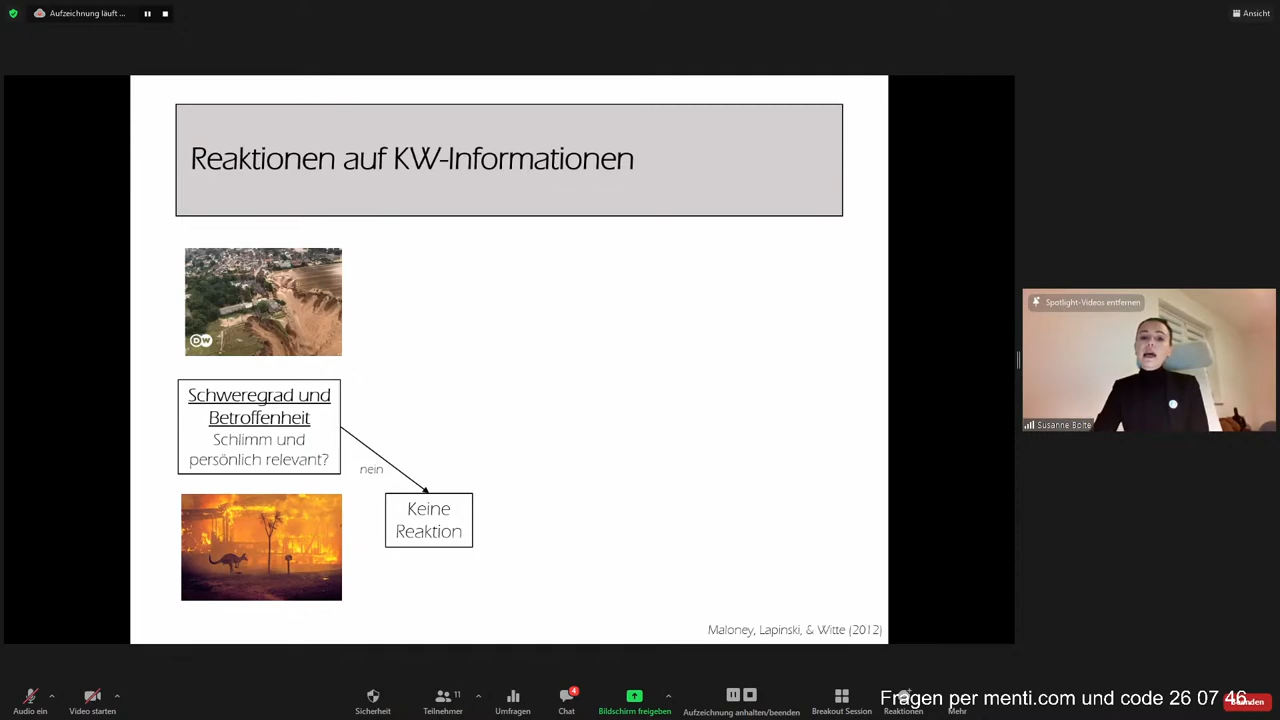 Aufzeichnung läuft ...
Ansicht
Reaktionen auf KW-Informationen
DW
Schweregrad und
Betroffenheit
Schlimm und
persönlich relevant?
nein
Keine
Reaktion
Maloney, Lapinski, & Witte (2012)
Spotlight-Videos entfernen
Susanne Bolte
Audio ein
Video starten
Sicherheit
11
Teilnehmer
Umfragen
4
Chat
Bildschirm freigeben
Aufzeichnung anhalten/beenden
Breakout Session
Reaktionen
Mehr
Beenden
Fragen per menti.com und code 26 07 46